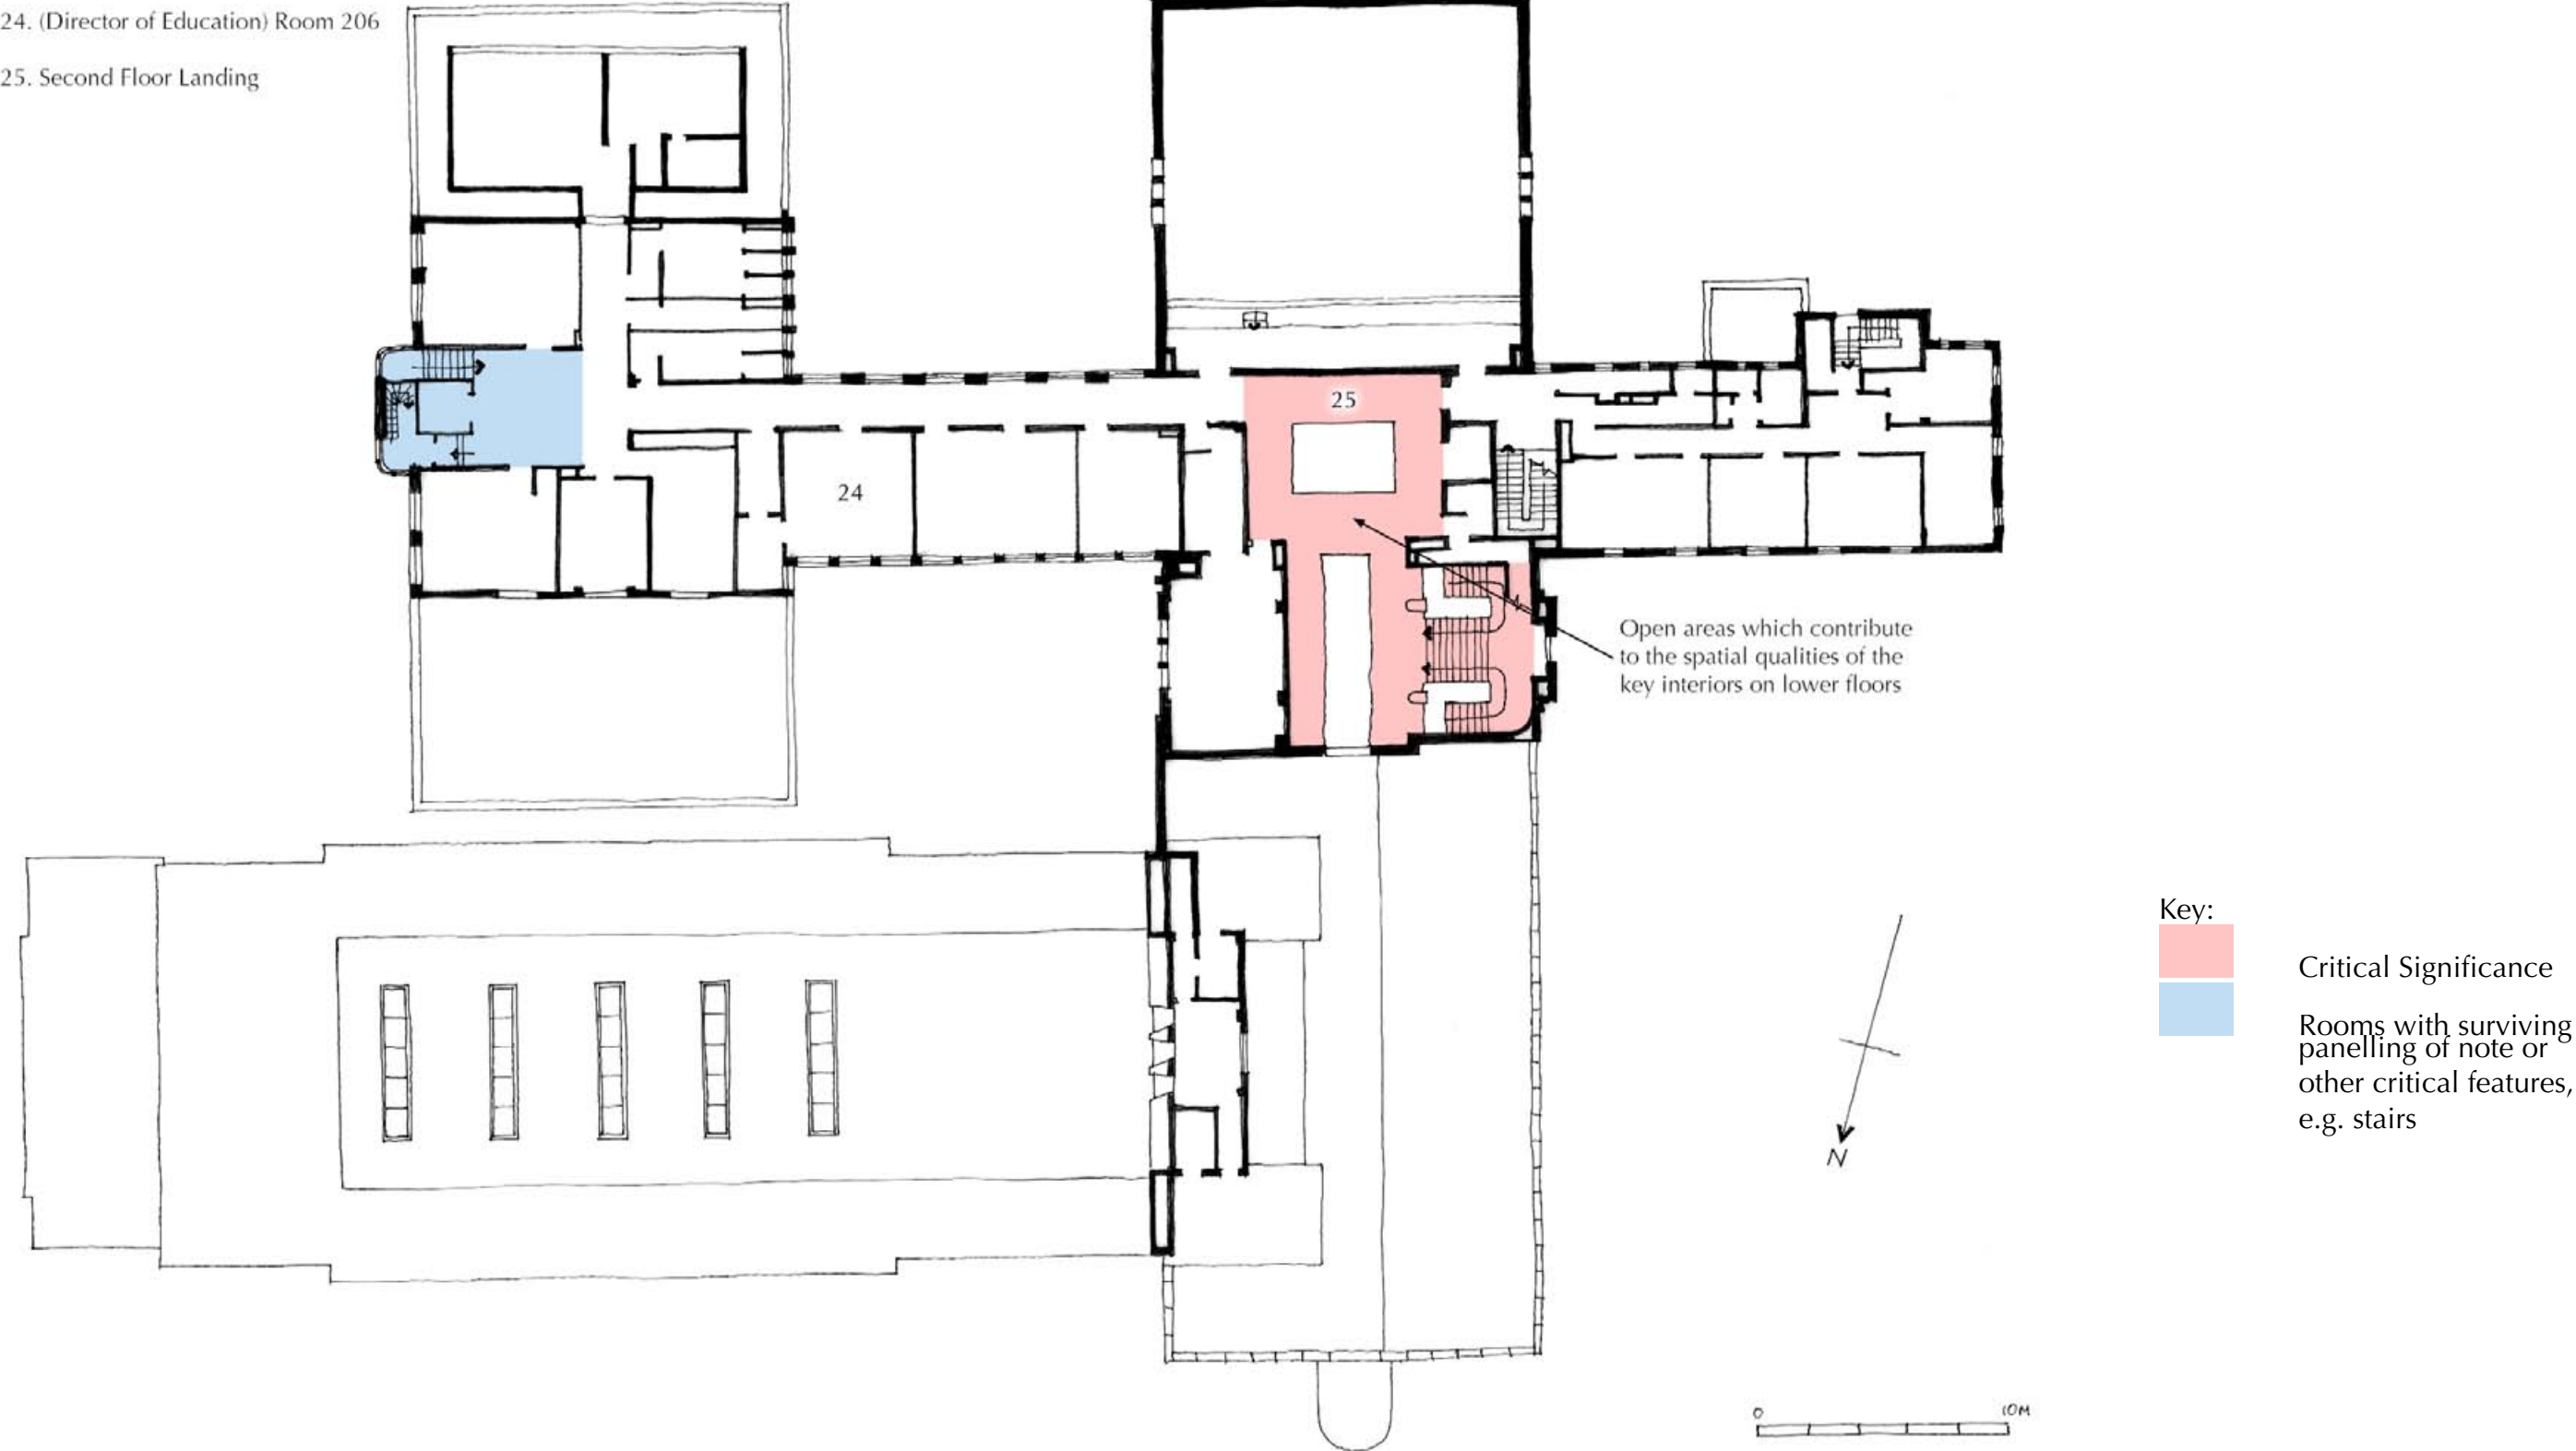 24. (Director of Education) Room 206
25. Second Floor Landing
25
24
Open areas which contribute
to the spatial qualities of the
key interiors on lower floors
Key:
Critical Significance
Rooms with surviving
panelling of note or
other critical features,
e.g. stairs
N
0 10M